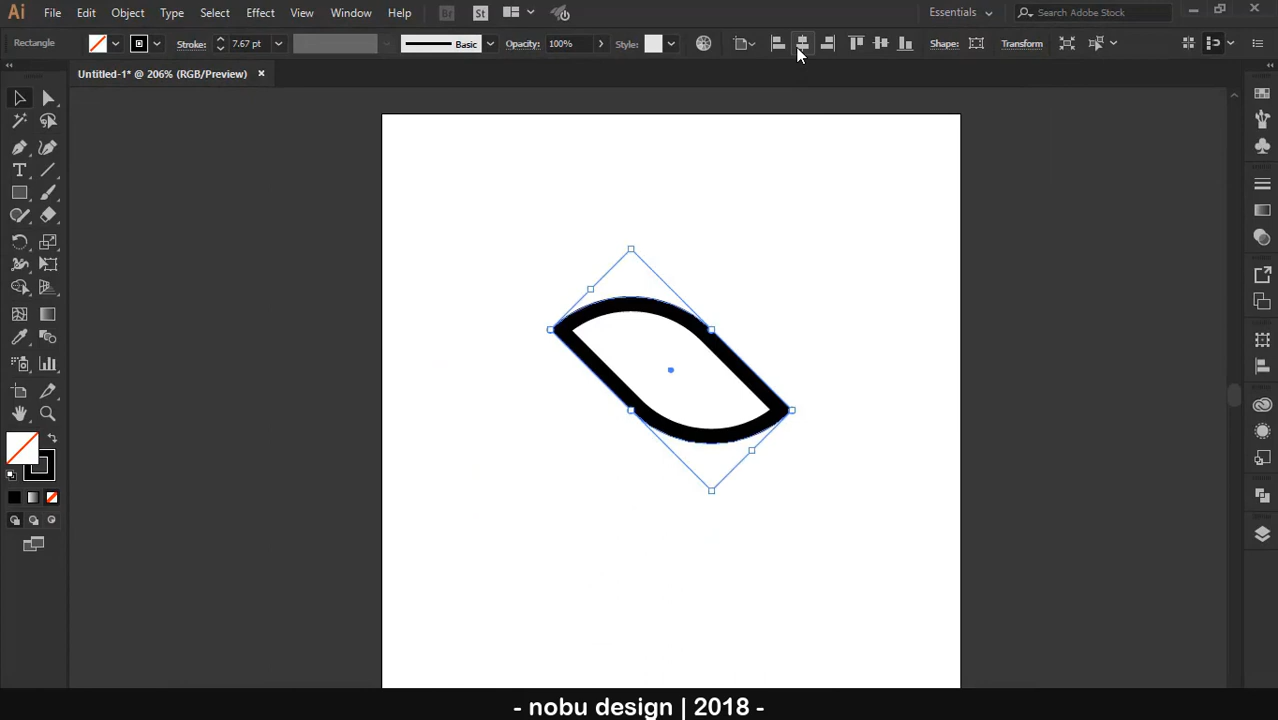 Ai File Edit Object Type Select Effect View Window Help Br St Essentials Search Adobe Stock
Rectangle Stroke: 7.67 pt Basic Opacity: 100% Style: Shape: Transform
Untitled-1* @ 206% (RGB/Preview)
T
- nobu design | 2018 -